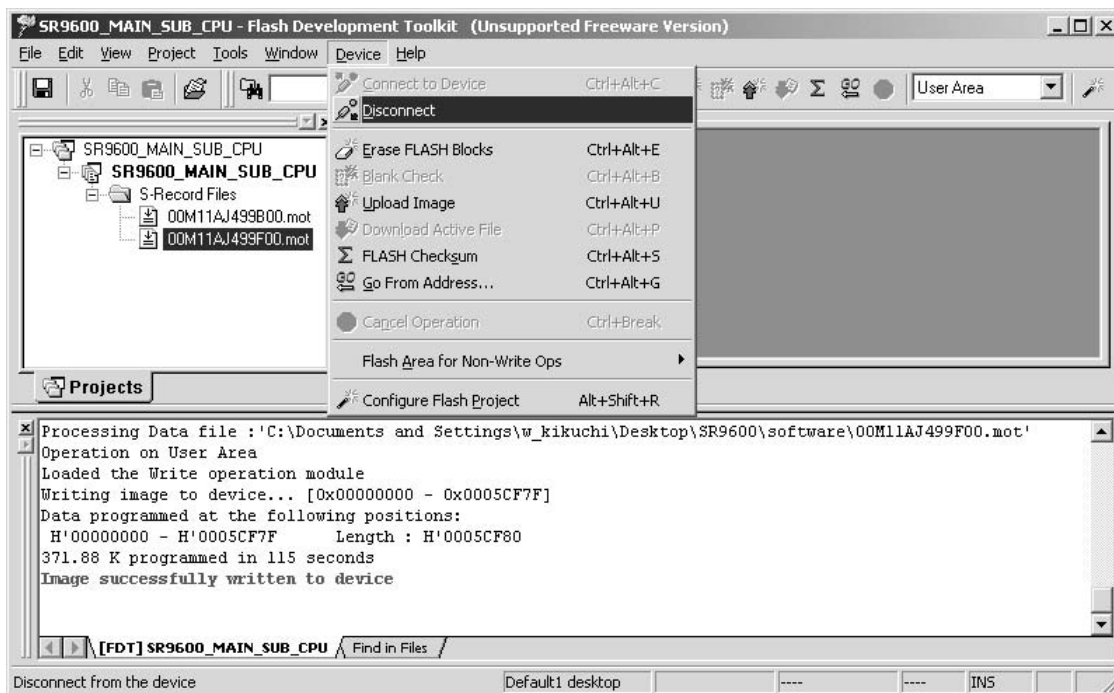 SR9600_MAIN_SUB_CPU - Flash Development Toolkit (Unsupported Freeware Version)
File Edit View Project Tools Window Device Help
User Area
Connect to Device Ctrl+Alt+C
Disconnect
Erase FLASH Blocks Ctrl+Alt+E
Blank Check Ctrl+Alt+B
Upload Image Ctrl+Alt+U
Download Active File Ctrl+Alt+P
FLASH Checksum Ctrl+Alt+S
Go From Address... Ctrl+Alt+G
Cancel Operation Ctrl+Break
Flash Area for Non-Write Ops
Configure Flash Project Alt+Shift+R
SR9600_MAIN_SUB_CPU
SR9600_MAIN_SUB_CPU
S-Record Files
00M11AJ499B00.mot
00M11AJ499F00.mot
Projects
Processing Data file :'C:\Documents and Settings\w_kikuchi\Desktop\SR9600\software\00M11AJ499F00.mot'
Operation on User Area
Loaded the Write operation module
Writing image to device... [0x00000000 - 0x0005CF7F]
Data programmed at the following positions:
H'00000000 - H'0005CF7F Length : H'0005CF80
371.88 K programmed in 115 seconds
Image successfully written to device
[FDT] SR9600_MAIN_SUB_CPU Find in Files
Disconnect from the device Default1 desktop ---- ---- INS